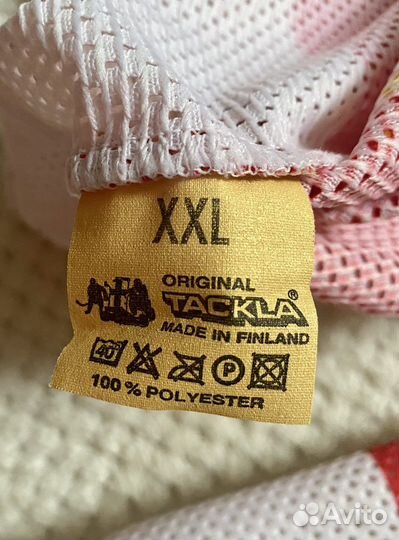 XXL
ORIGINAL
TACKLA®
MADE IN FINLAND
40 P
100% POLYESTER
Avito